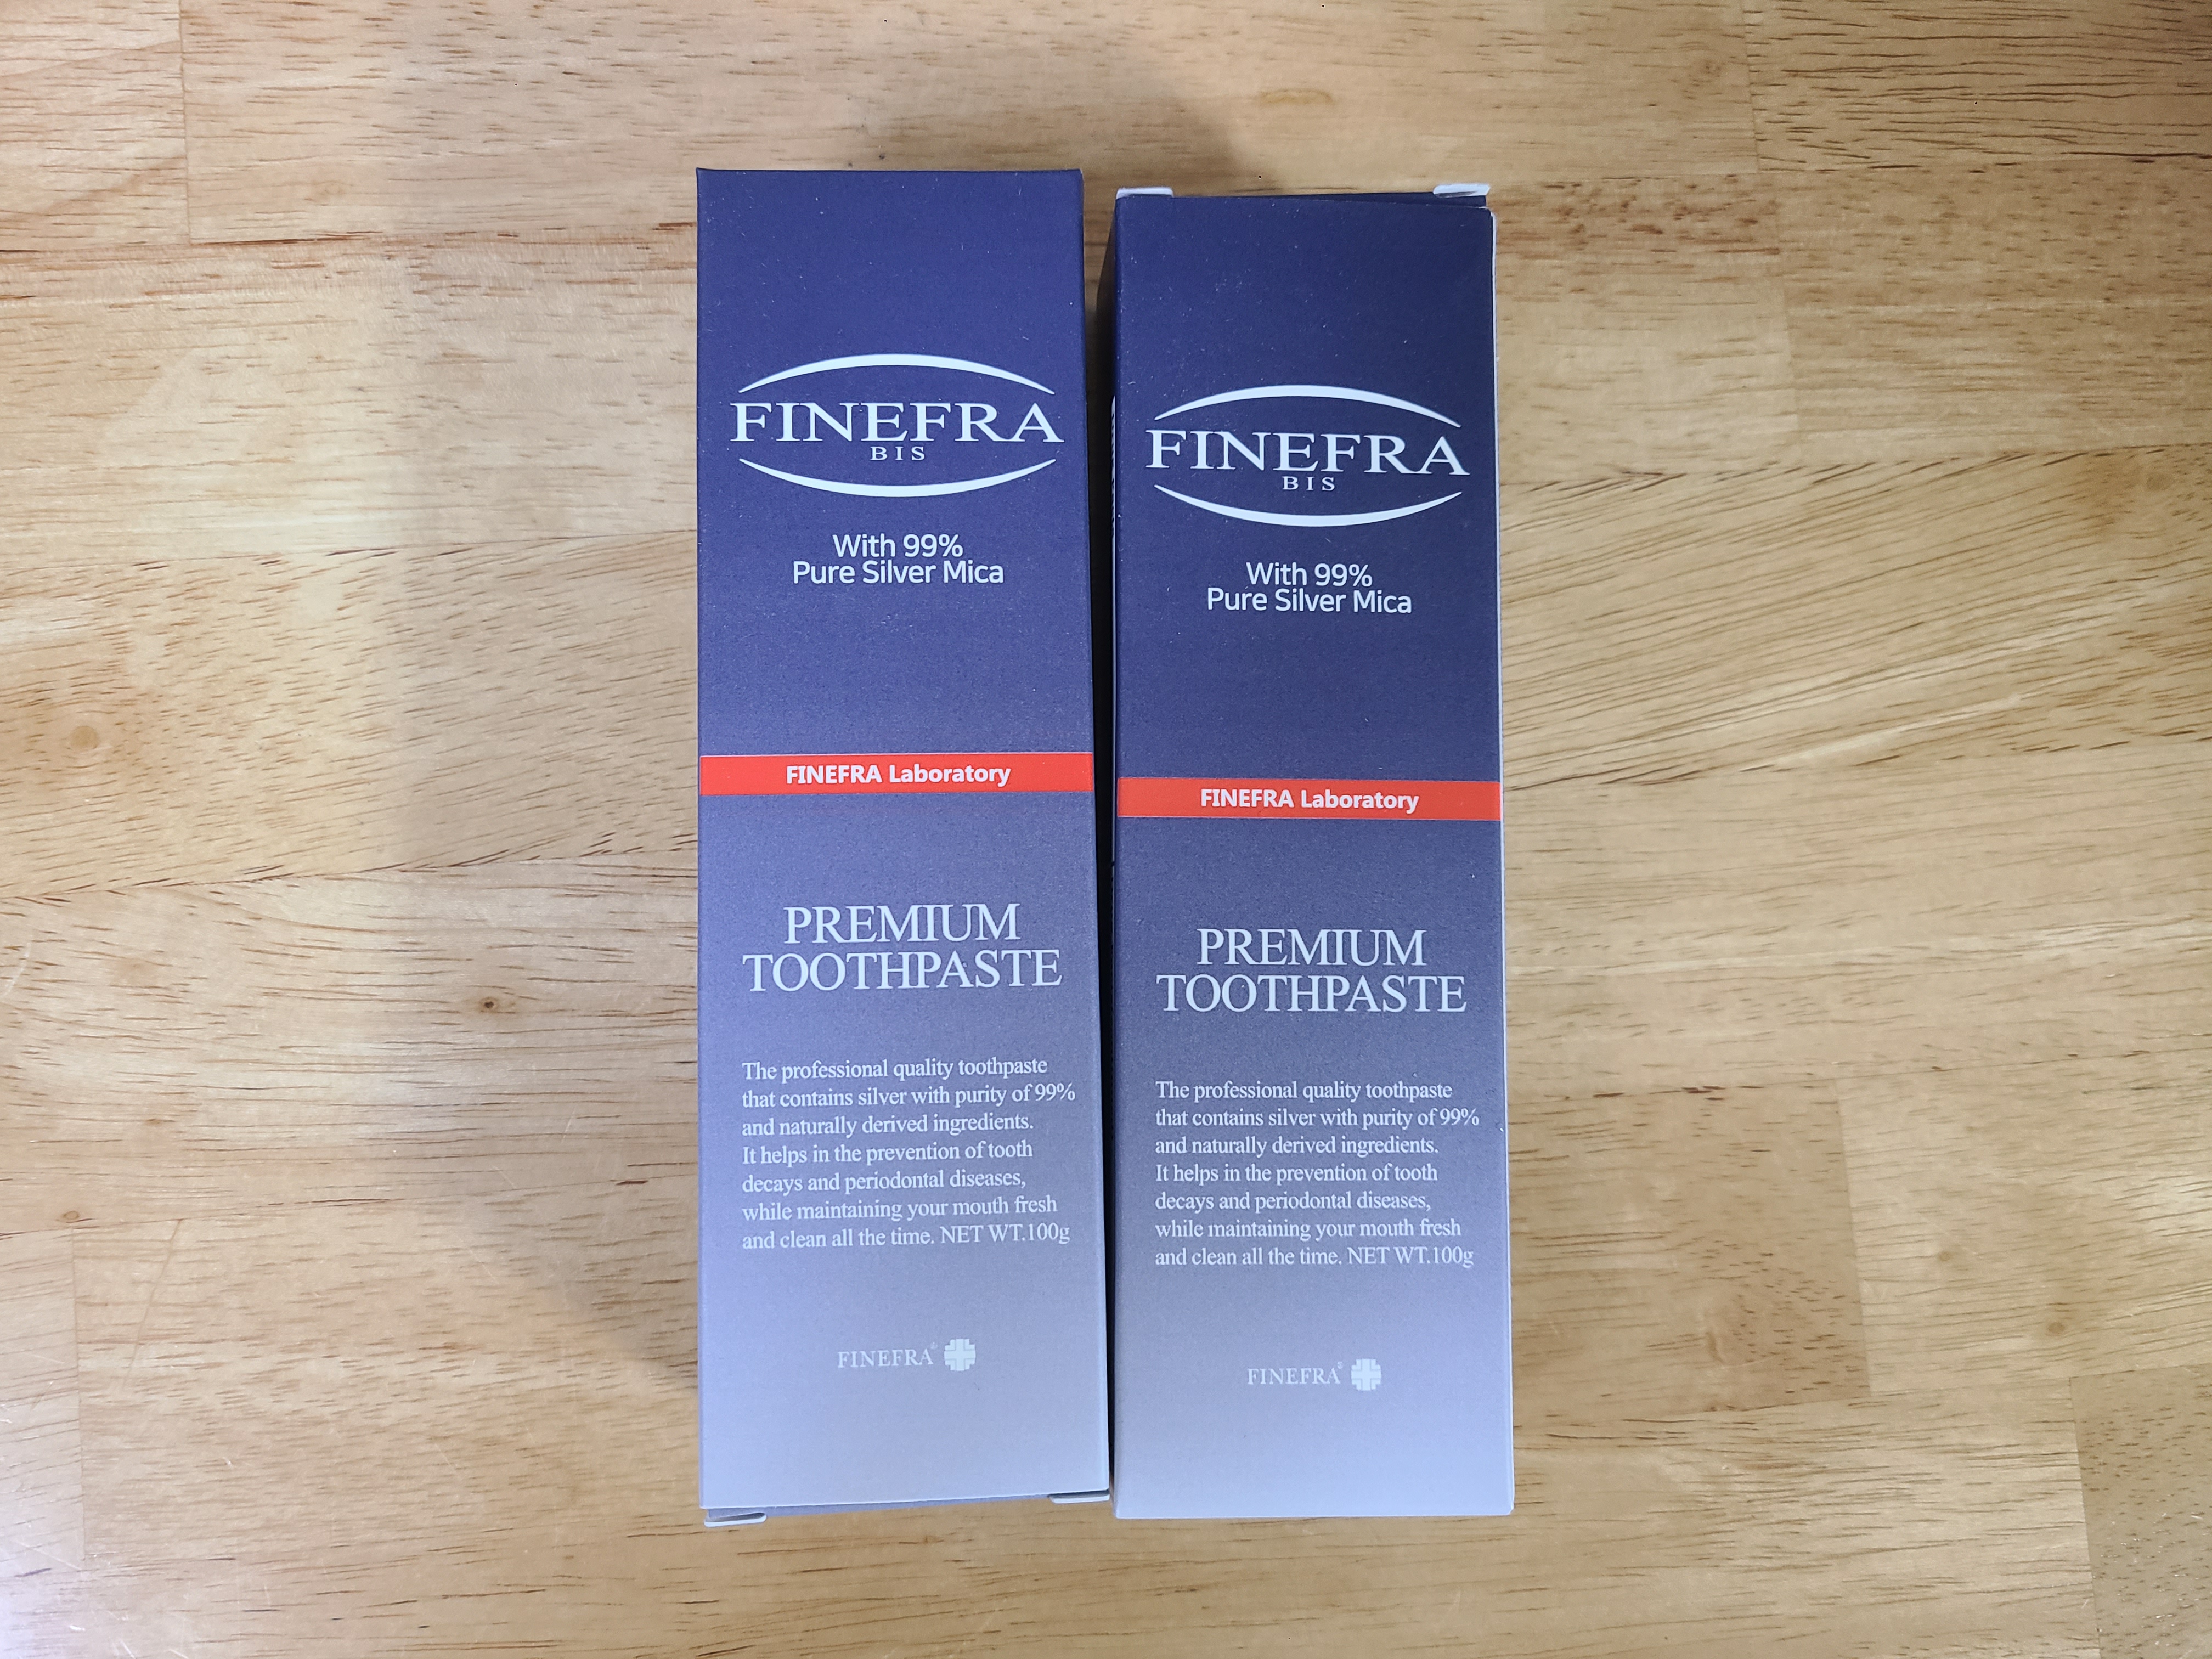 FINEFRA
BIS
With 99%
Pure Silver Mica
FINEFRA Laboratory
PREMIUM
TOOTHPASTE
The professional quality toothpaste
that contains silver with purity of 99%
and naturally derived ingredients.
It helps in the prevention of tooth
decays and periodontal diseases,
while maintaining your mouth fresh
and clean all the time. NET WT.100g
FINEFRA®
FINEFRA
BIS
With 99%
Pure Silver Mica
FINEFRA Laboratory
PREMIUM
TOOTHPASTE
The professional quality toothpaste
that contains silver with purity of 99%
and naturally derived ingredients.
It helps in the prevention of tooth
decays and periodontal diseases,
while maintaining your mouth fresh
and clean all the time. NET WT.100g
FINEFRA®